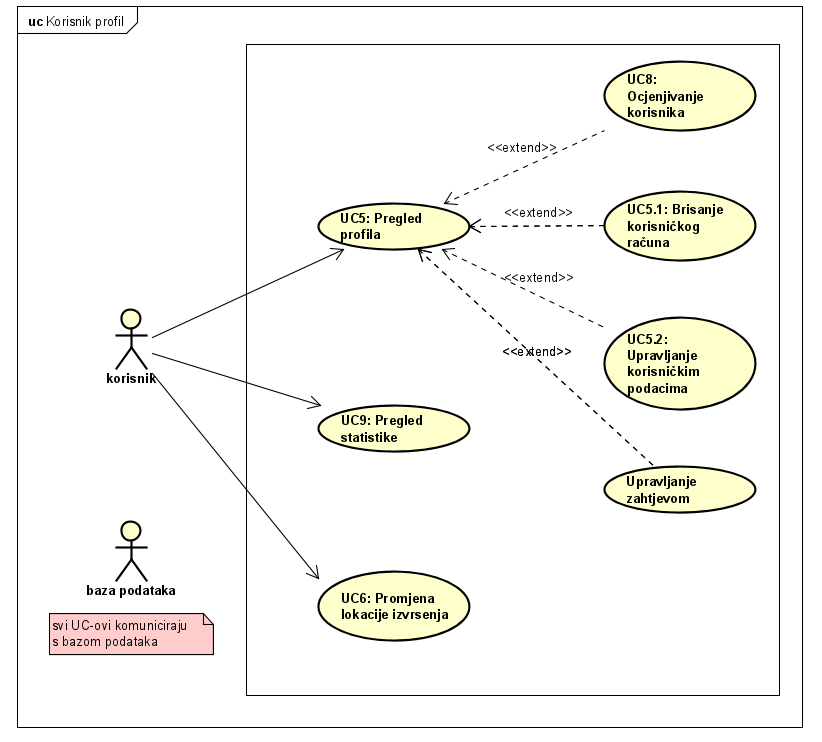 uc Korisnik profil
UC8:
Ocjenjivanje
korisnika
<<extend>>
UC5: Pregled
profila
<<extend>>
UC5.1: Brisanje
korisničkog
računa
<<extend>>
UC5.2:
Upravljanje
korisničkim
podacima
<<extend>>
korisnik
UC9: Pregled
statistike
Upravljanje
zahtjevom
baza podataka
UC6: Promjena
lokacije izvrsenja
svi UC-ovi komuniciraju
s bazom podataka